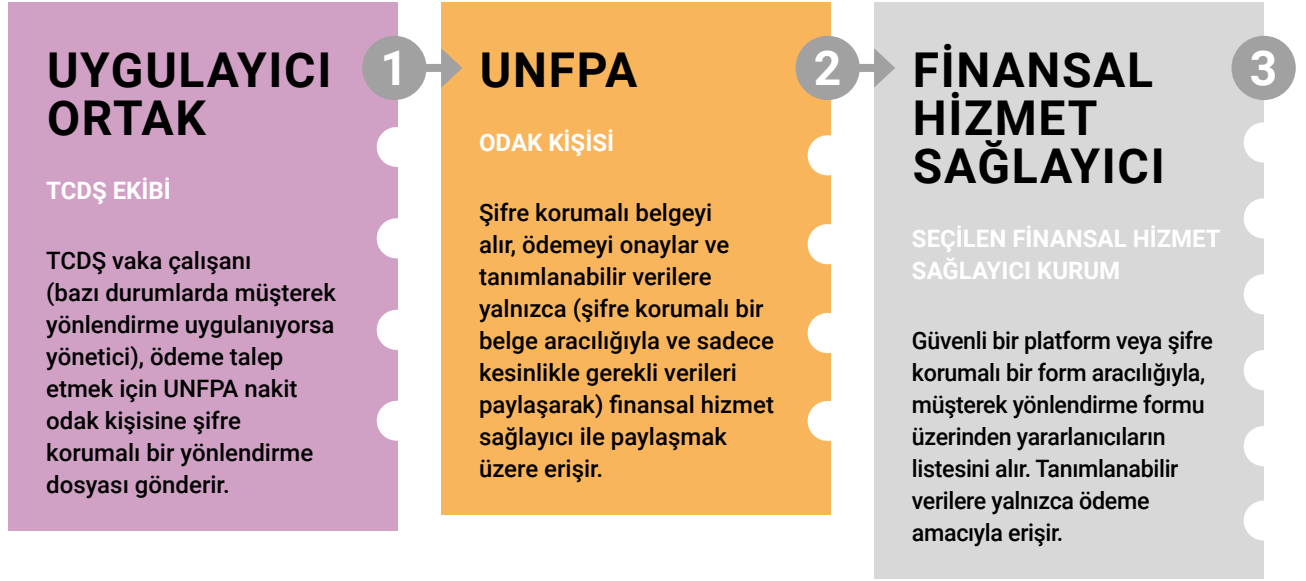 UYGULAYICI
ORTAK
TCDŞ EKİBİ
TCDŞ vaka çalışanı
(bazı durumlarda müşterek
yönlendirme uygulanıyorsa
yönetici), ödeme talep
etmek için UNFPA nakit
odak kişisine şifre
korumalı bir yönlendirme
dosyası gönderir.
1
UNFPA
ODAK KİŞİSİ
Şifre korumalı belgeyi
alır, ödemeyi onaylar ve
tanımlanabilir verilere
yalnızca (şifre korumalı bir
belge aracılığıyla ve sadece
kesinlikle gerekli verileri
paylaşarak) finansal hizmet
sağlayıcı ile paylaşmak
üzere erişir.
2
FİNANSAL
HİZMET
SAĞLAYICI
SEÇİLEN FİNANSAL HİZMET
SAĞLAYICI KURUM
Güvenli bir platform veya şifre
korumalı bir form aracılığıyla,
müşterek yönlendirme formu
üzerinden yararlanıcıların
listesini alır. Tanımlanabilir
verilere yalnızca ödeme
amacıyla erişir.
3